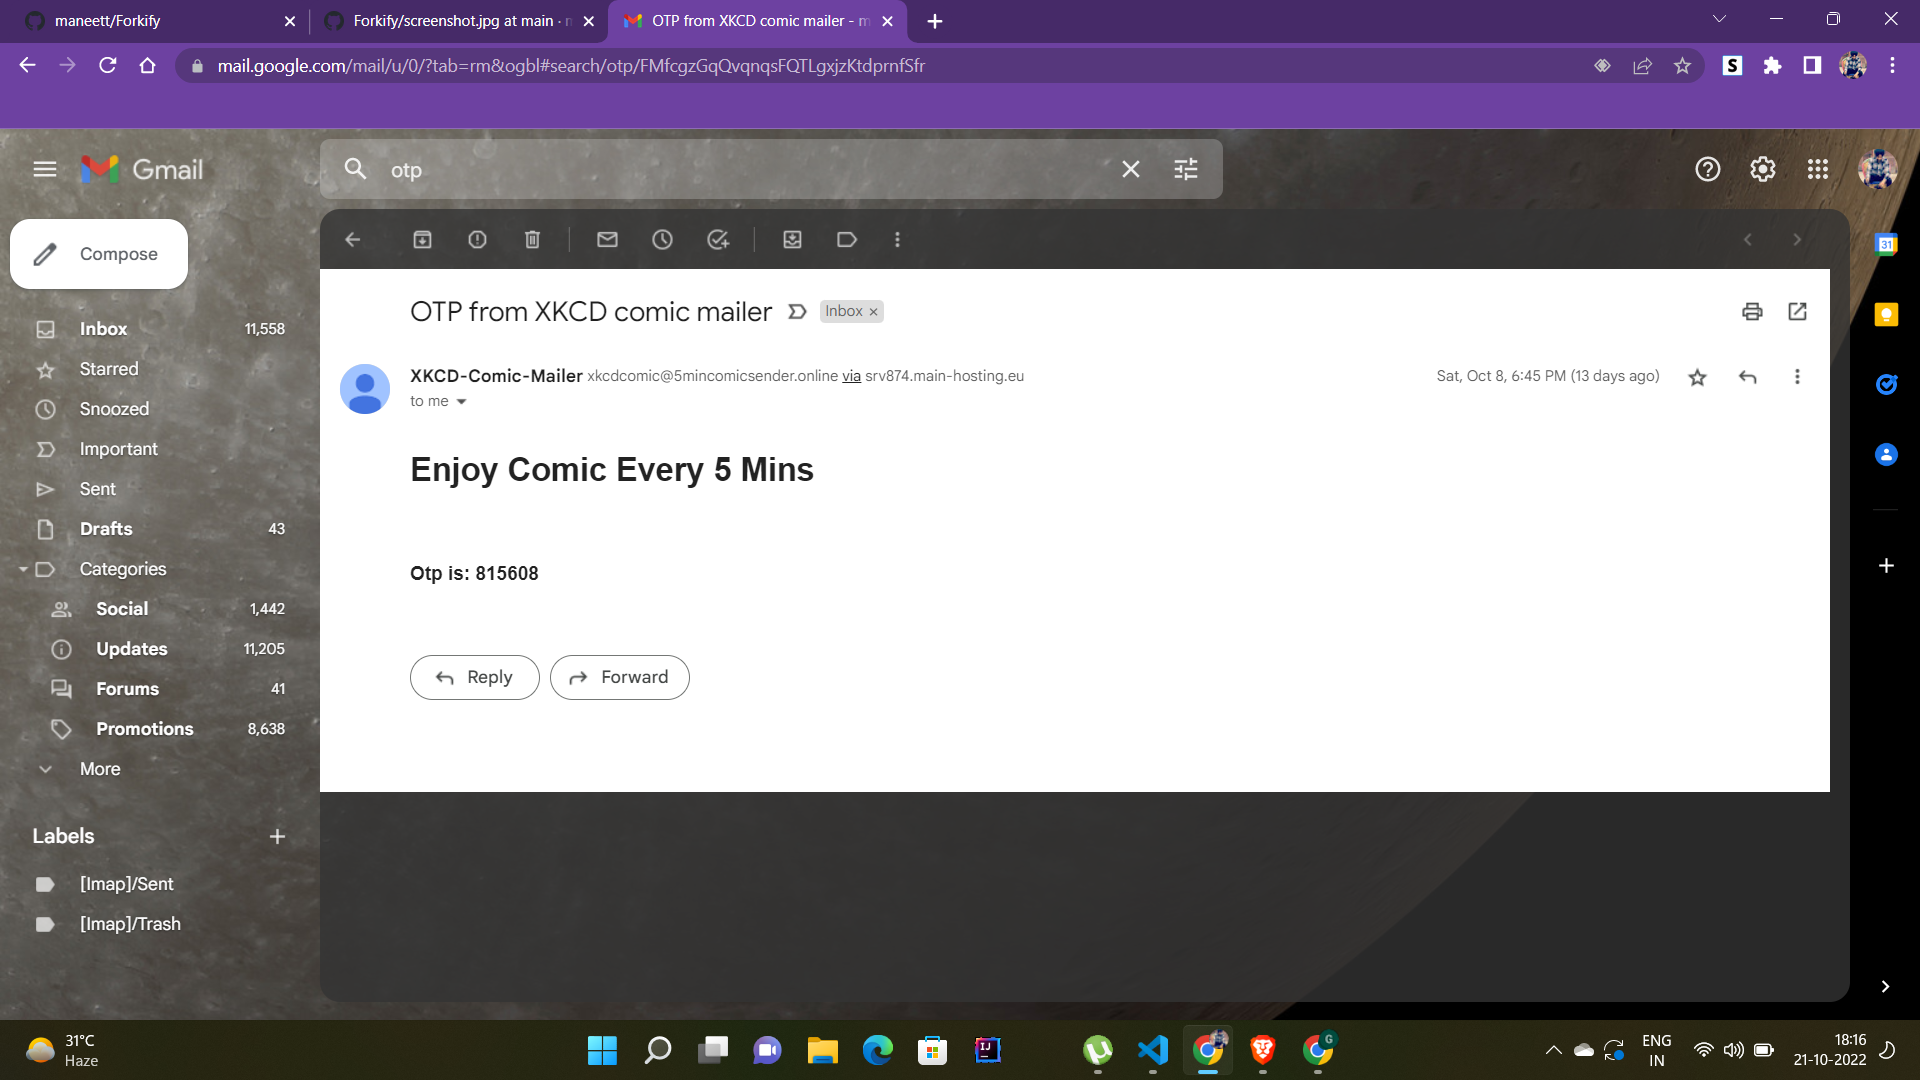 maneett/Forkify
Forkify/screenshot.jpg at main ·
OTP from XKCD comic mailer -
mail.google.com/mail/u/0/?tab=rm&ogbl#search/otp/FMfcgzGqQvqnqsFQTLgxjzKtdprnfSfr
S
Gmail
otp
Compose
31
OTP from XKCD comic mailer
Inbox ×
Inbox 11,558
XKCD-Comic-Mailer xkcdcomic@5mincomicsender.online via srv874.main-hosting.eu
Sat, Oct 8, 6:45 PM (13 days ago)
to me
Starred
Snoozed
Important
Sent
Drafts 43
Categories
Social 1,442
Updates 11,205
Forums 41
Promotions 8,638
More
Enjoy Comic Every 5 Mins
Otp is: 815608
Reply
Forward
Labels
[Imap]/Sent
[Imap]/Trash
31°C
Haze
IJ
G
ENG
IN
18:16
21-10-2022